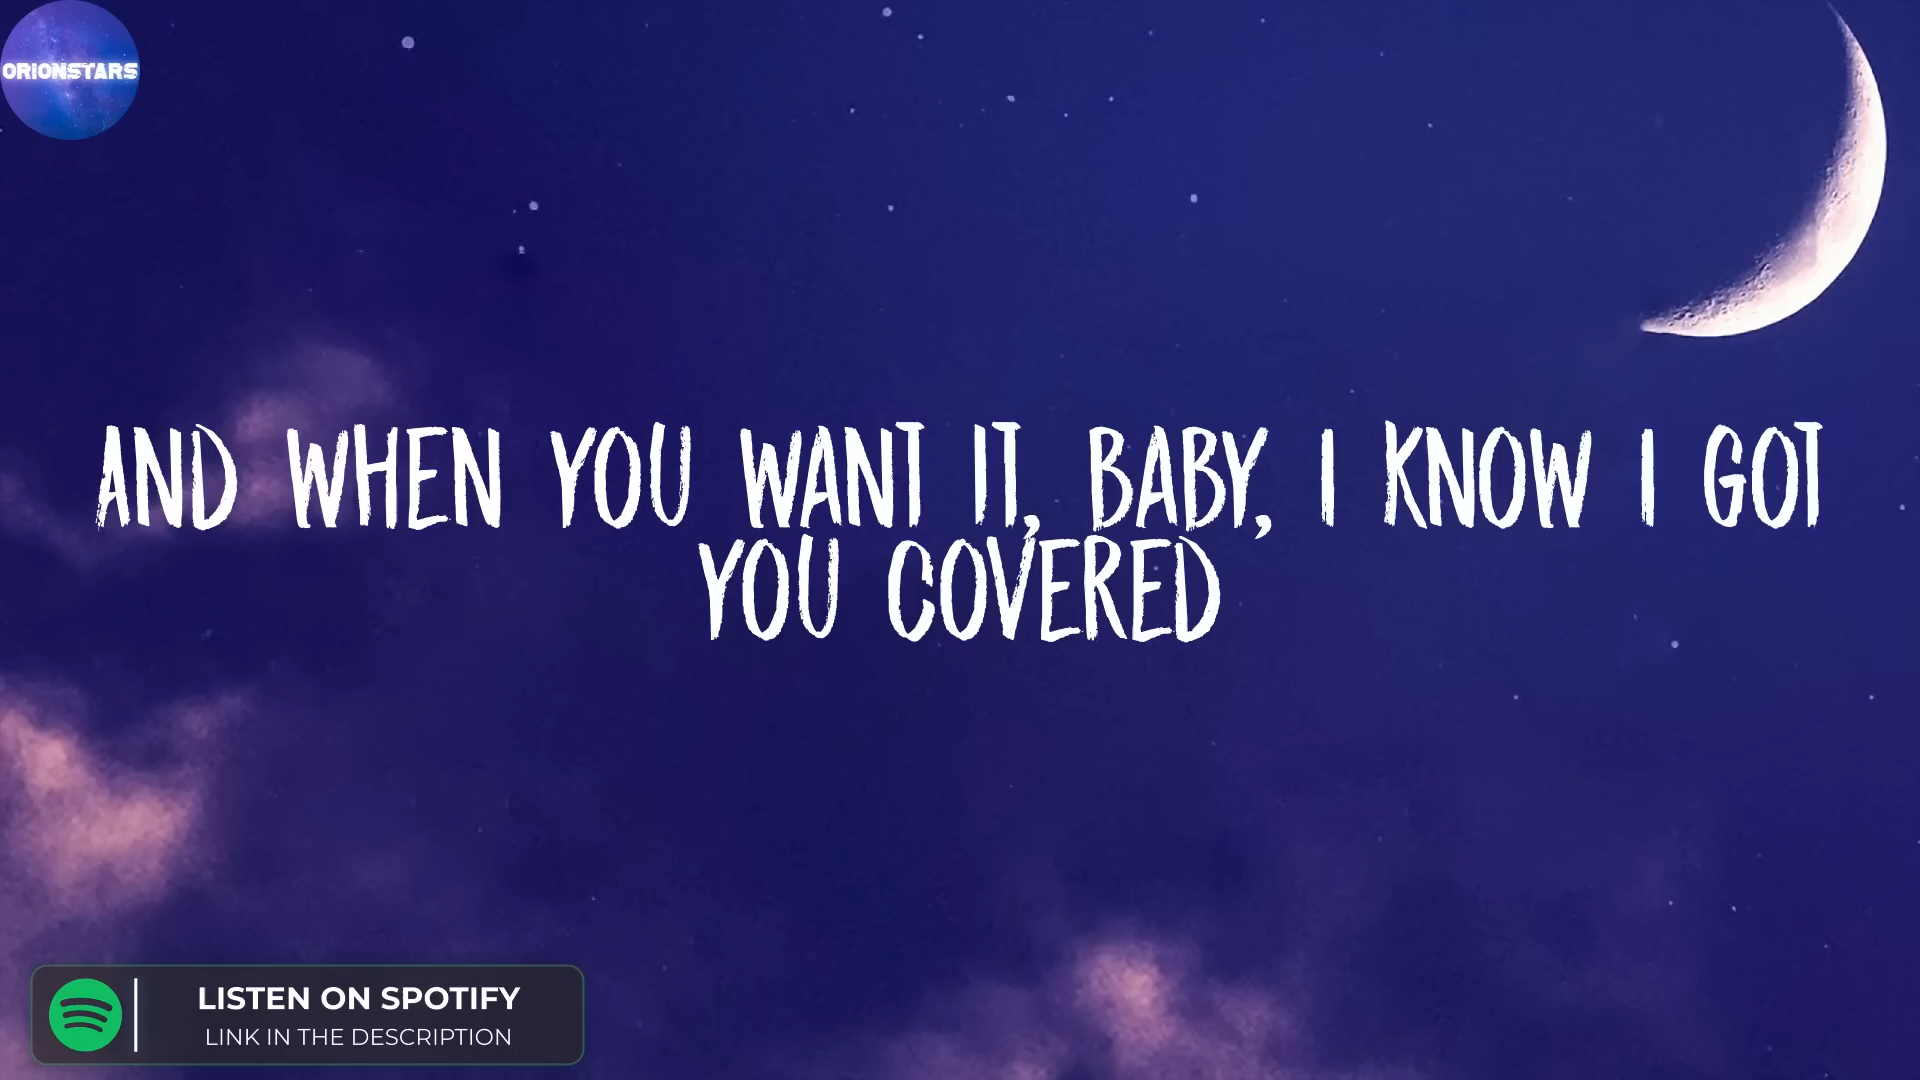 ORIONSTARS
AND WHEN YOU WANT IT, BABY, I KNOW I GOT
YOU COVERED
LISTEN ON SPOTIFY
LINK IN THE DESCRIPTION